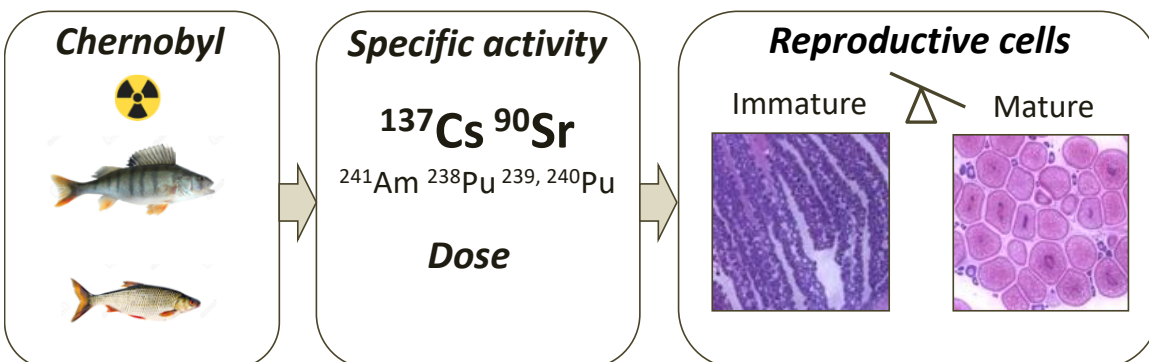 Chernobyl
Specific activity
¹³⁷Cs ⁹⁰Sr
²⁴¹Am ²³⁸Pu ²³⁹, ²⁴⁰Pu
Dose
Reproductive cells
Immature
Mature